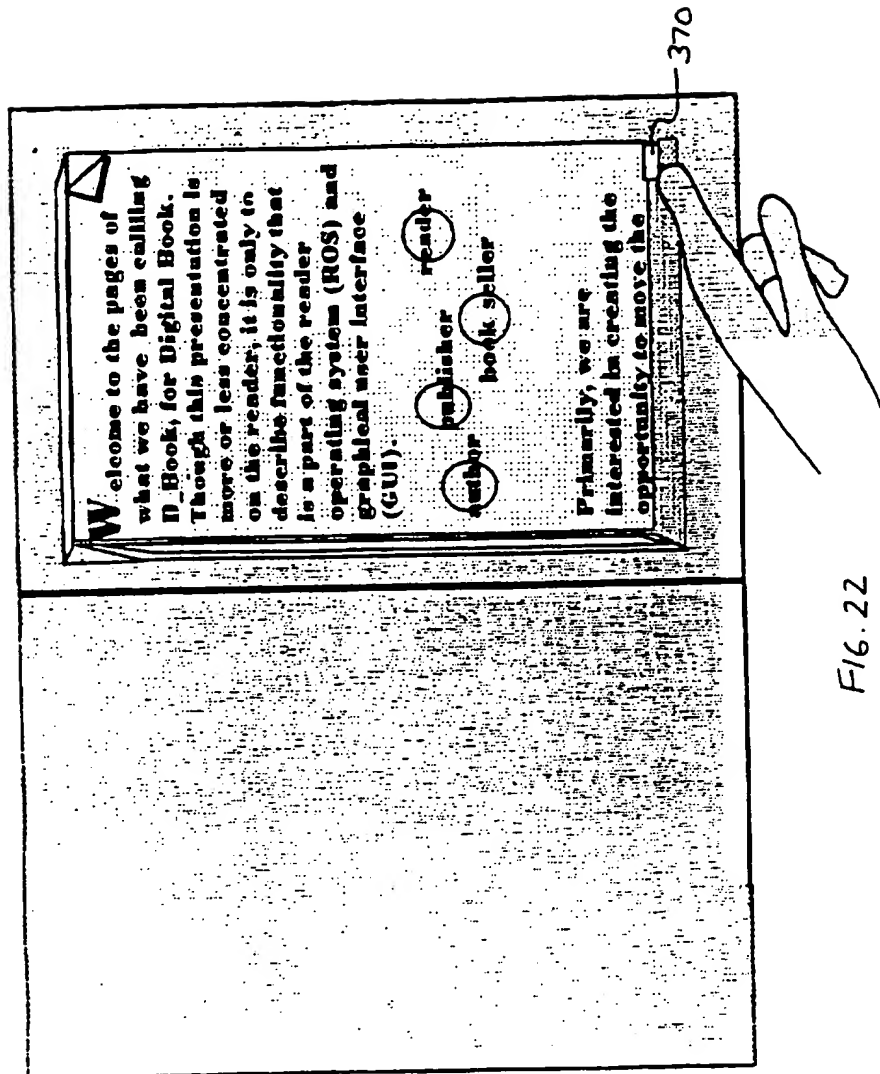 Welcome to the pages of
what we have been callling
D_Book, for Digital Book.
Though this presentation is
more or less concentrated
on the reader, it is only to
describe functionality that
is a part of the reader
operating system (ROS) and
graphical user interface
(GUI).
author
publisher
book seller
reader
Primarily, we are
interested in creating the
opportunity to move the
370
FIG. 22